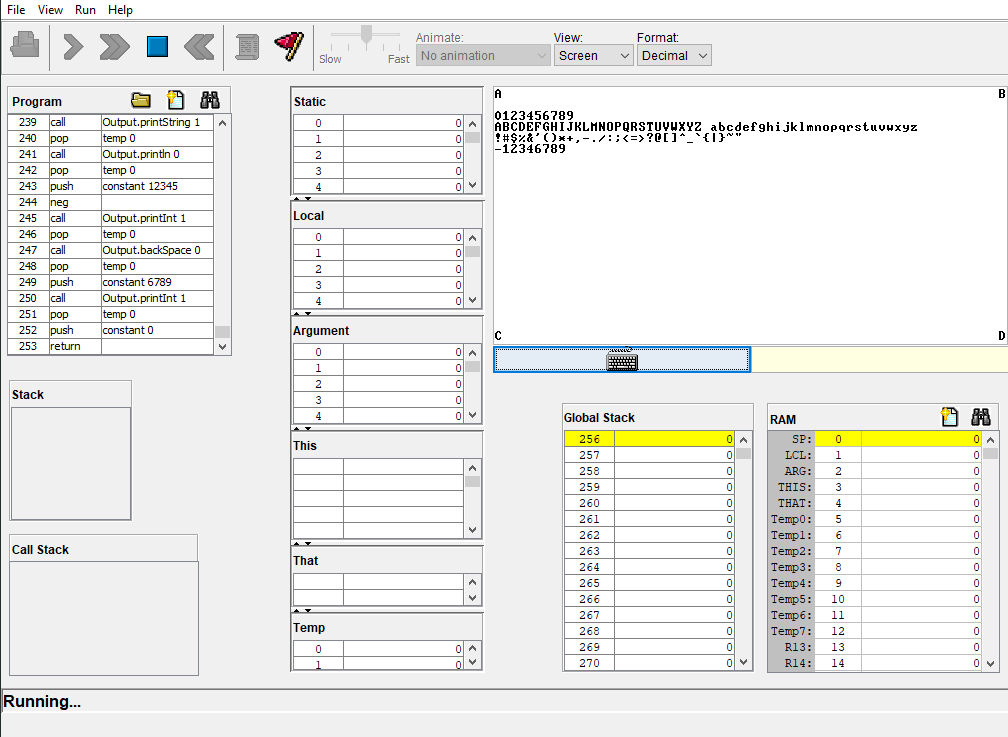 File View Run Help
Animate: View: Format:
Slow Fast No animation Screen Decimal
Program
239 call Output.printString 1
240 pop temp 0
241 call Output.println 0
242 pop temp 0
243 push constant 12345
244 neg
245 call Output.printInt 1
246 pop temp 0
247 call Output.backSpace 0
248 pop temp 0
249 push constant 6789
250 call Output.printInt 1
251 pop temp 0
252 push constant 0
253 return
Stack
Call Stack
Static
0 0
1 0
2 0
3 0
4 0
Local
0 0
1 0
2 0
3 0
4 0
Argument
0 0
1 0
2 0
3 0
4 0
This
That
Temp
0 0
1 0
A B
0123456789
ABCDEFGHIJKLMNOPQRSTUVWXYZ abcdefghijklmnopqrstuvwxyz
!#$%&'()*+,-./:;<=>?@[]^_`{|}~"
-12346789
C D
Global Stack
256 0
257 0
258 0
259 0
260 0
261 0
262 0
263 0
264 0
265 0
266 0
267 0
268 0
269 0
270 0
RAM
SP: 0 0
LCL: 1 0
ARG: 2 0
THIS: 3 0
THAT: 4 0
Temp0: 5 0
Temp1: 6 0
Temp2: 7 0
Temp3: 8 0
Temp4: 9 0
Temp5: 10 0
Temp6: 11 0
Temp7: 12 0
R13: 13 0
R14: 14 0
Running...